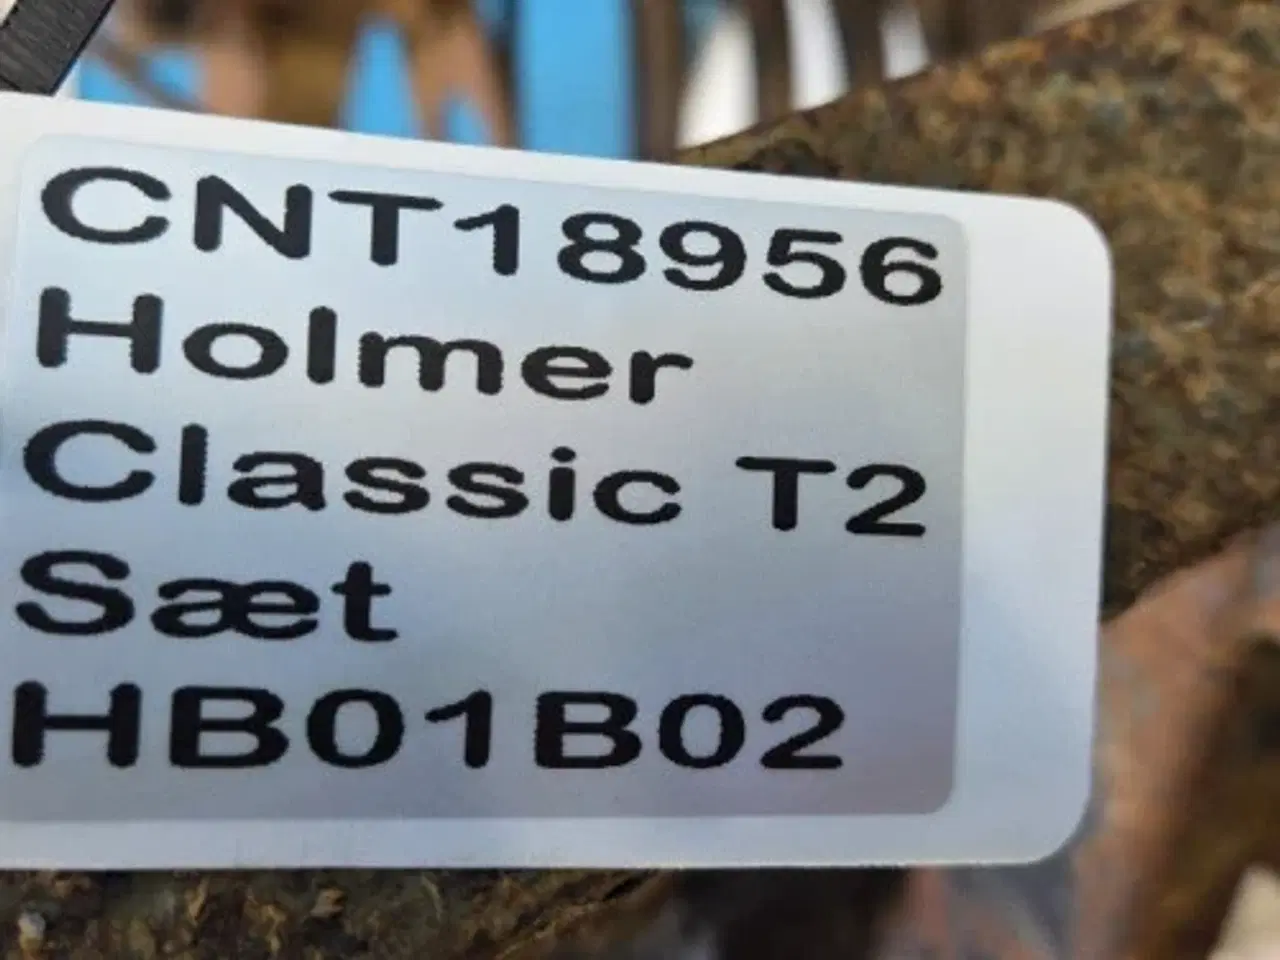 CNT18956
Holmer
Classic T2
Sæt
HB01B02